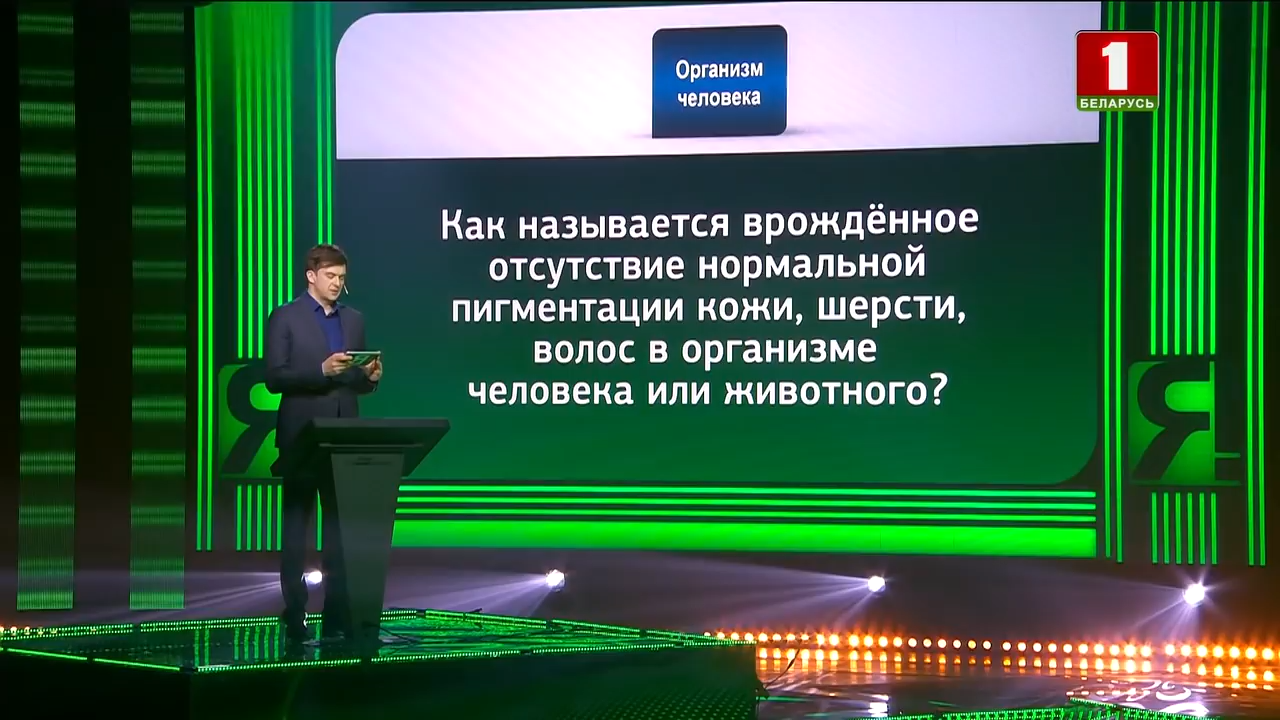 Организм
человека
1
БЕЛАРУСЬ
Как называется врождённое
отсутствие нормальной
пигментации кожи, шерсти,
волос в организме
человека или животного?
Я
Я